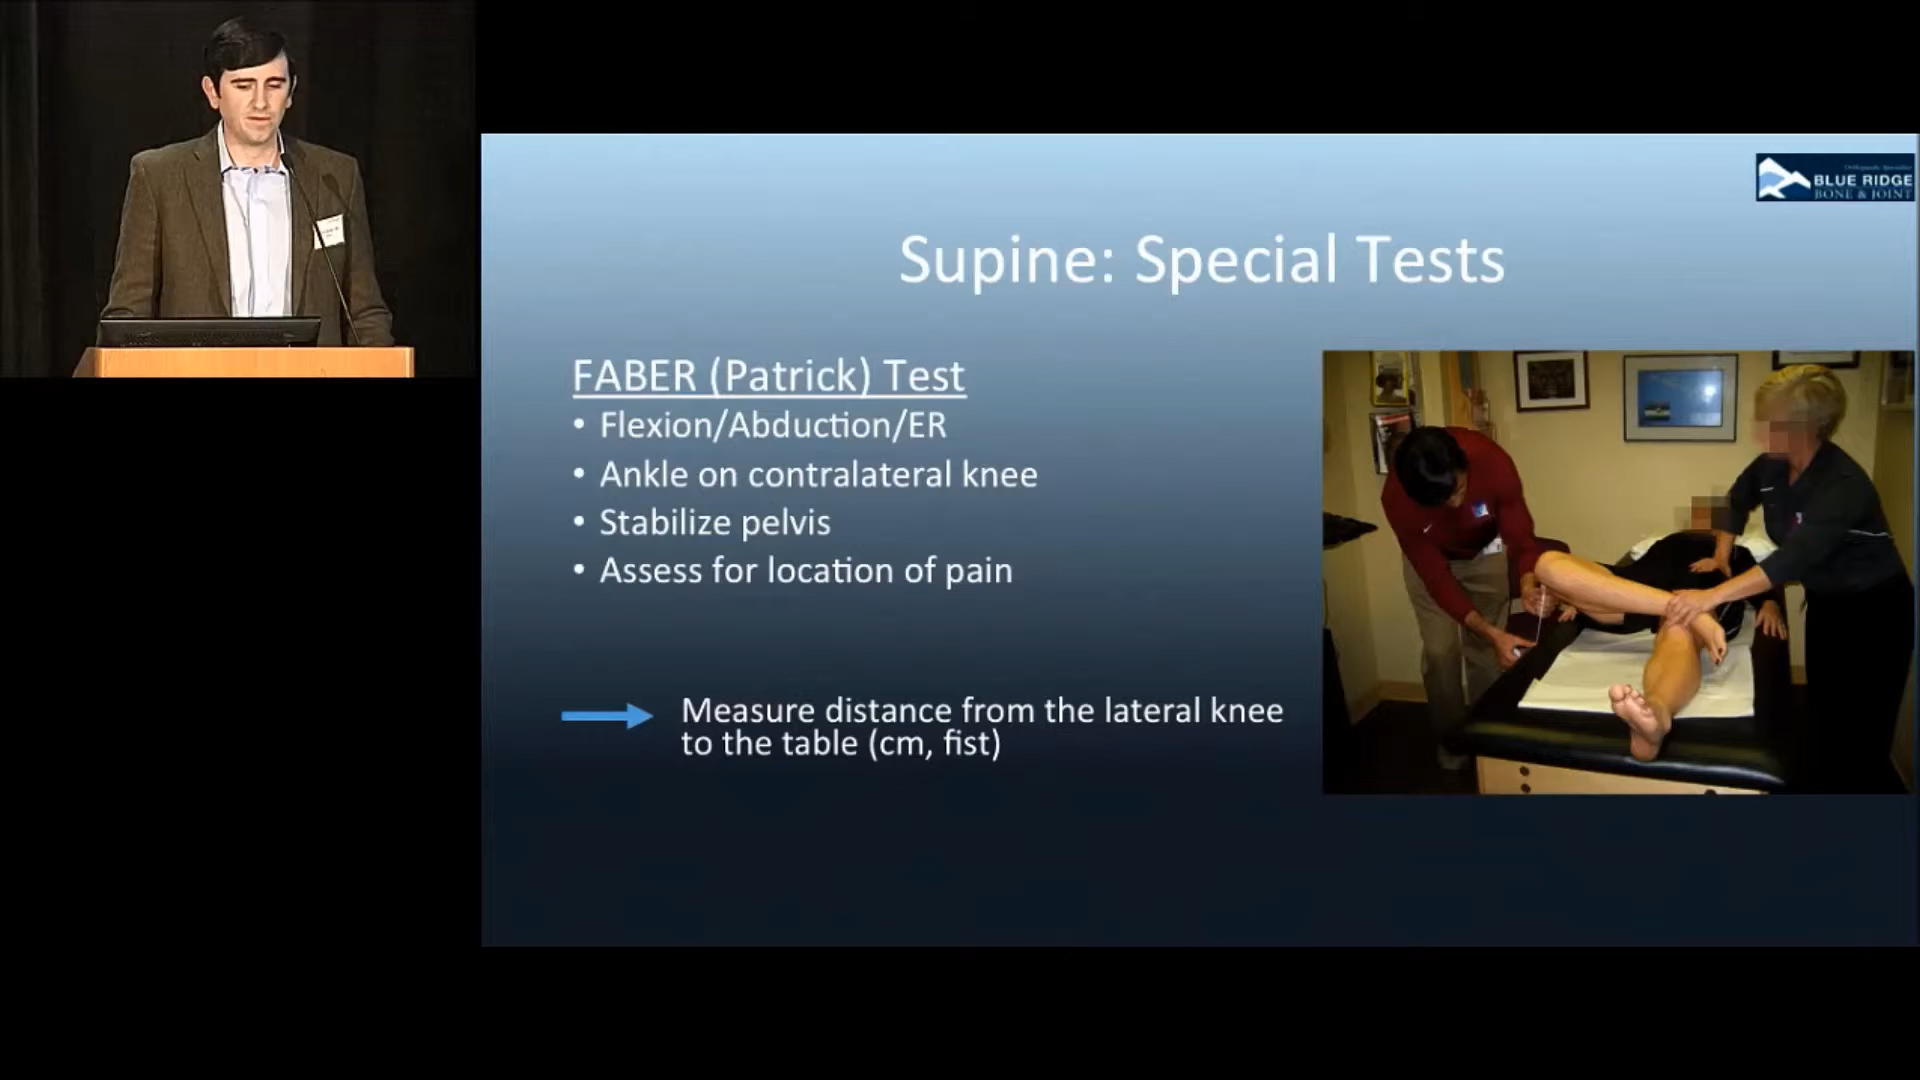 BLUE RIDGE
BONE & JOINT
Supine: Special Tests
FABER (Patrick) Test
• Flexion/Abduction/ER
• Ankle on contralateral knee
• Stabilize pelvis
• Assess for location of pain
Measure distance from the lateral knee
to the table (cm, fist)